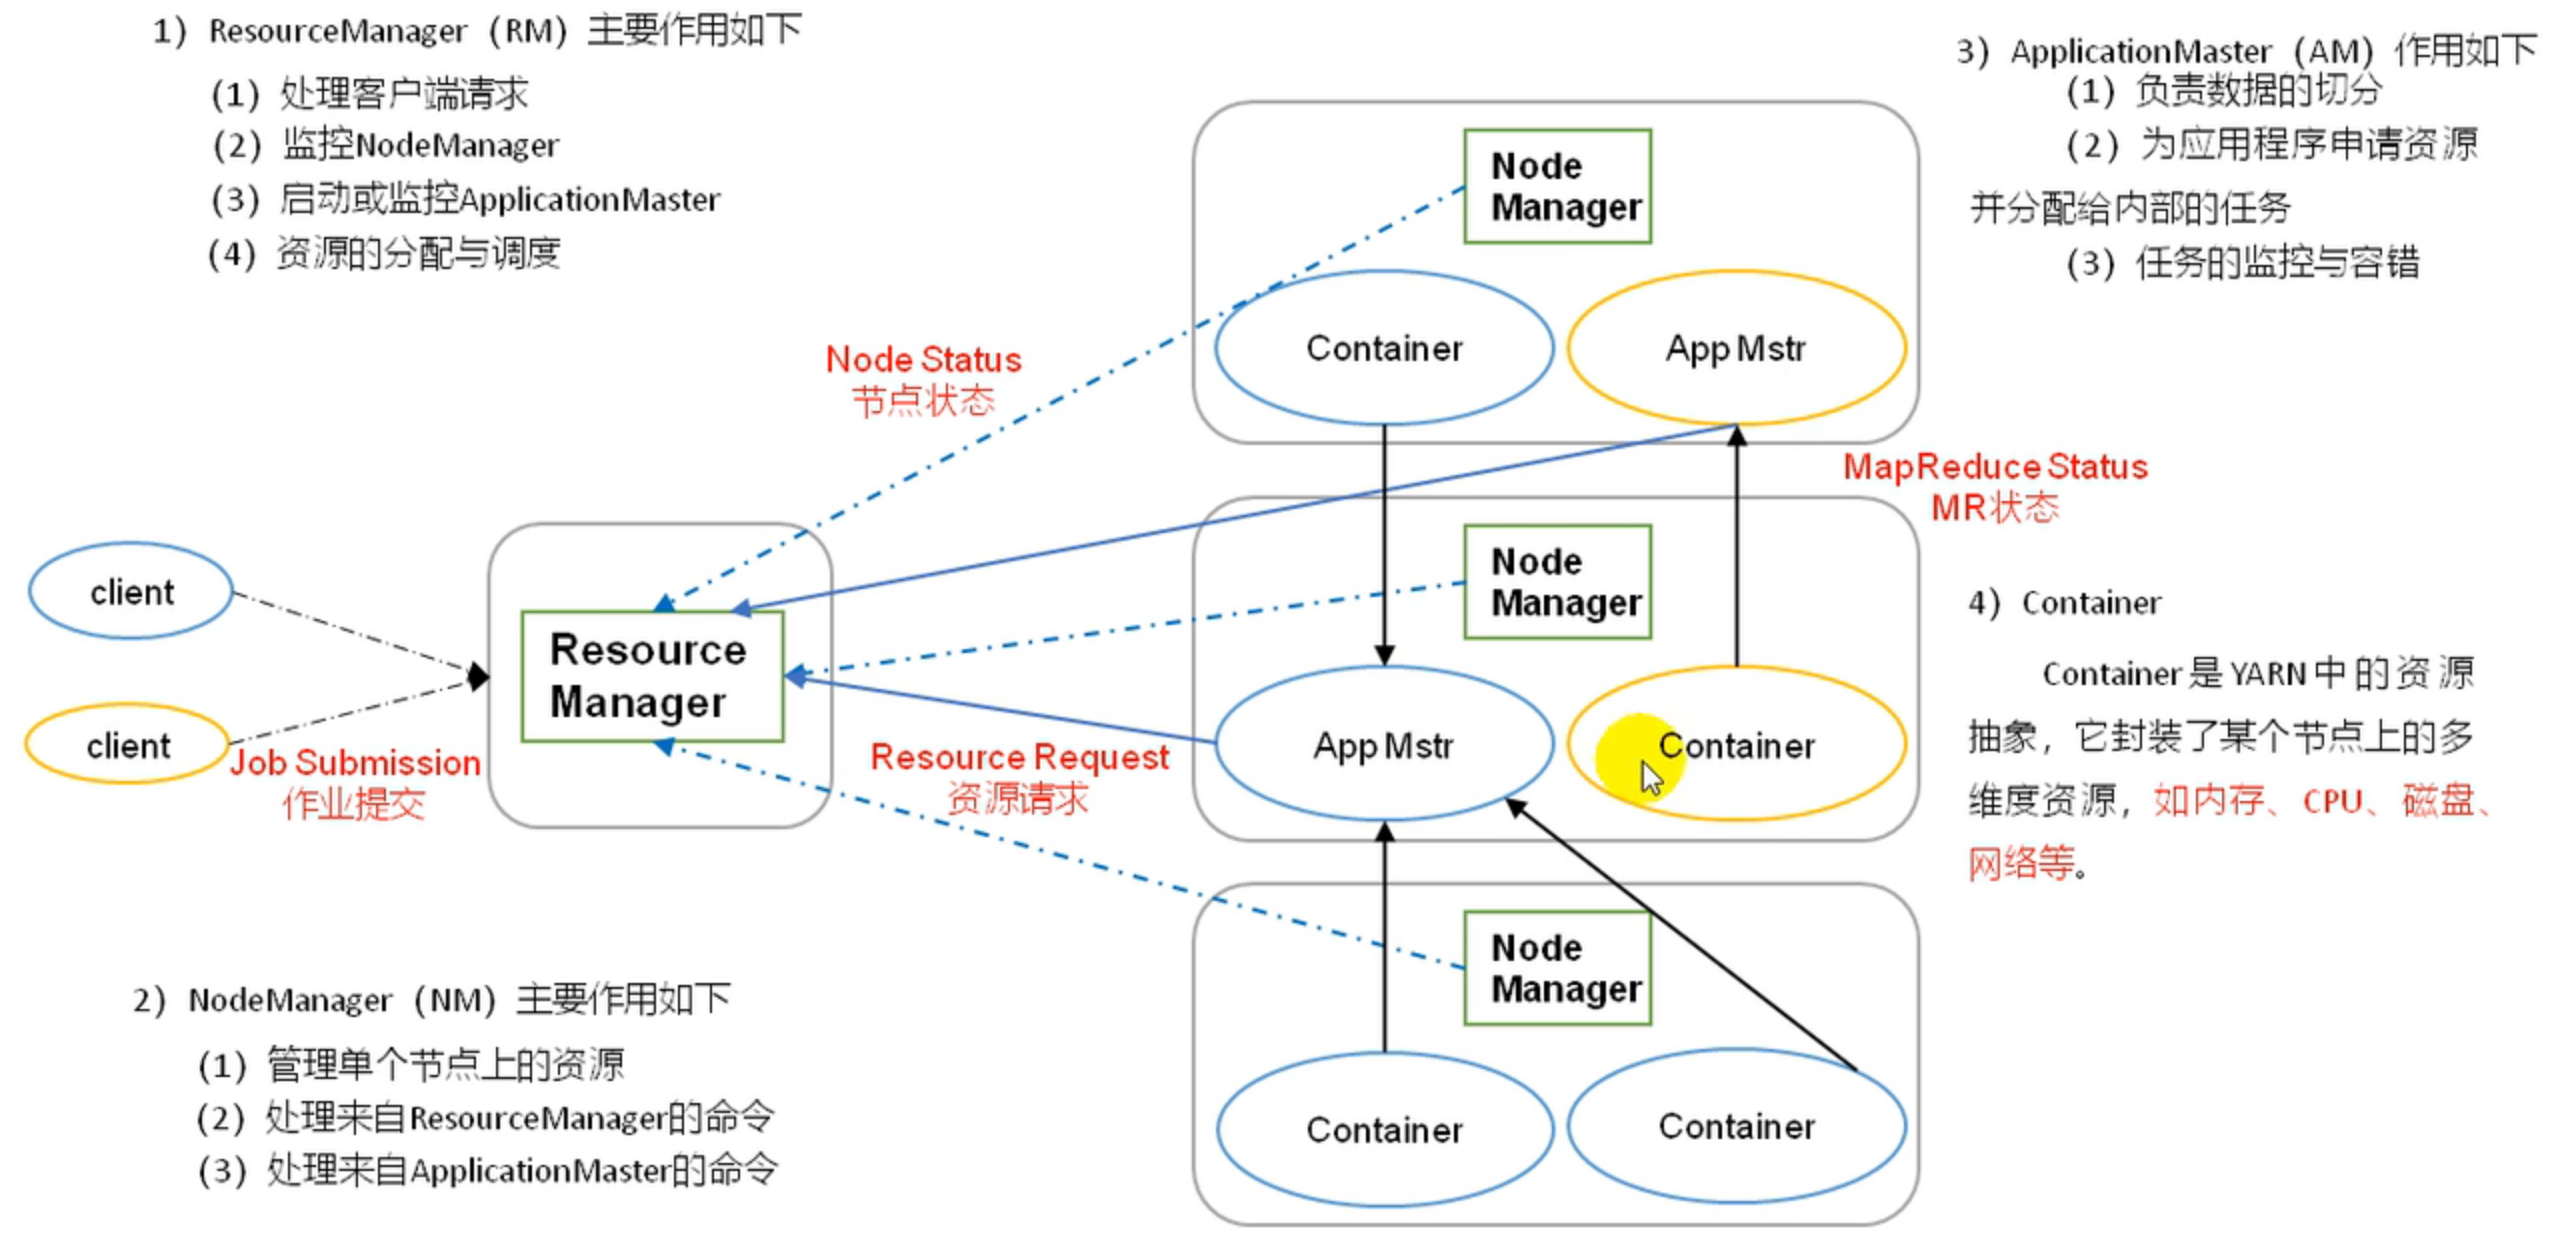 1）ResourceManager（RM）主要作用如下
（1）处理客户端请求
（2）监控NodeManager
（3）启动或监控ApplicationMaster
（4）资源的分配与调度
3）ApplicationMaster（AM）作用如下
（1）负责数据的切分
（2）为应用程序申请资源
并分配给内部的任务
（3）任务的监控与容错
Node
Manager
Container
App Mstr
Node Status
节点状态
MapReduce Status
MR状态
client
client
Job Submission
作业提交
Resource
Manager
Resource Request
资源请求
Node
Manager
App Mstr
Container
4）Container
Container是YARN中的资源
抽象，它封装了某个节点上的多
维度资源，如内存、CPU、磁盘、
网络等。
Node
Manager
Container
Container
2）NodeManager（NM）主要作用如下
（1）管理单个节点上的资源
（2）处理来自ResourceManager的命令
（3）处理来自ApplicationMaster的命令